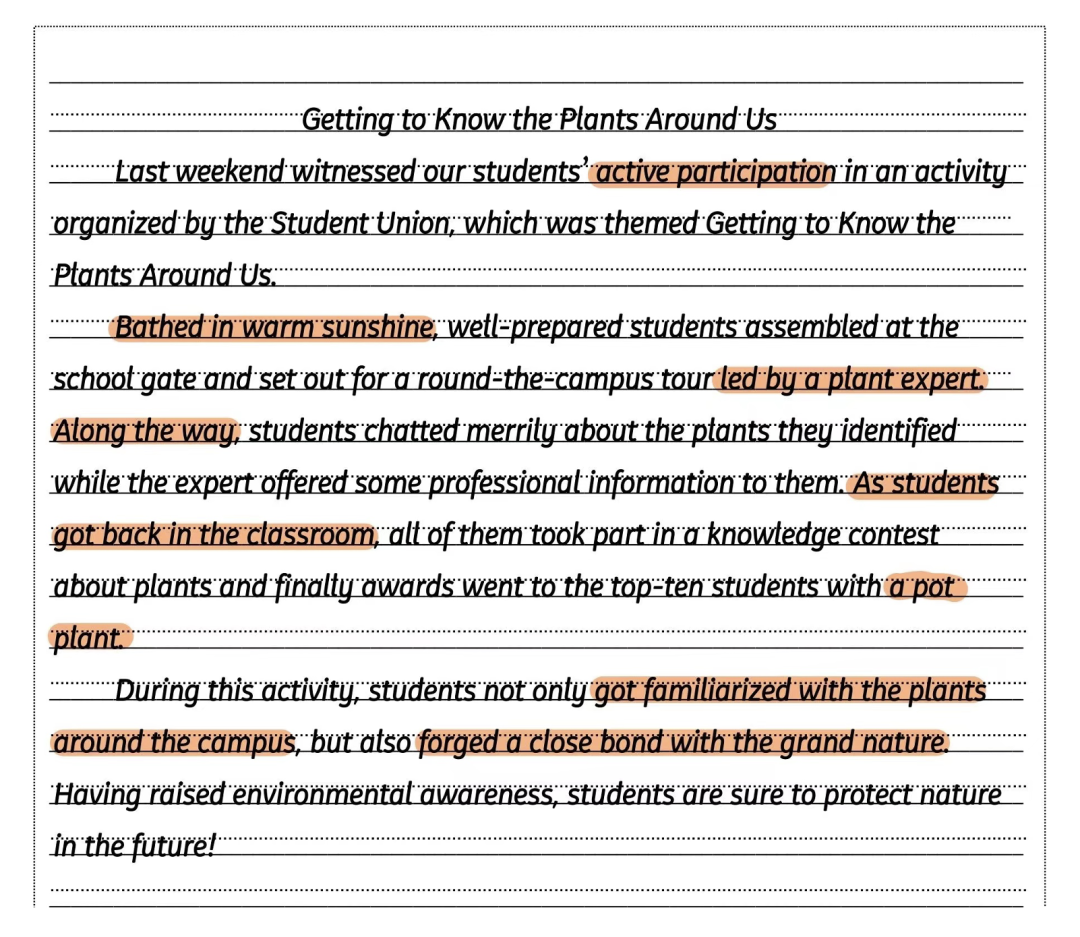 Getting to Know the Plants Around Us
Last weekend witnessed our students’ active participation in an activity
organized by the Student Union, which was themed Getting to Know the
Plants Around Us.
Bathed in warm sunshine, well-prepared students assembled at the
school gate and set out for a round-the-campus tour led by a plant expert.
Along the way, students chatted merrily about the plants they identified
while the expert offered some professional information to them. As students
got back in the classroom, all of them took part in a knowledge contest
about plants and finally awards went to the top-ten students with a pot
plant.
During this activity, students not only got familiarized with the plants
around the campus, but also forged a close bond with the grand nature.
Having raised environmental awareness, students are sure to protect nature
in the future!